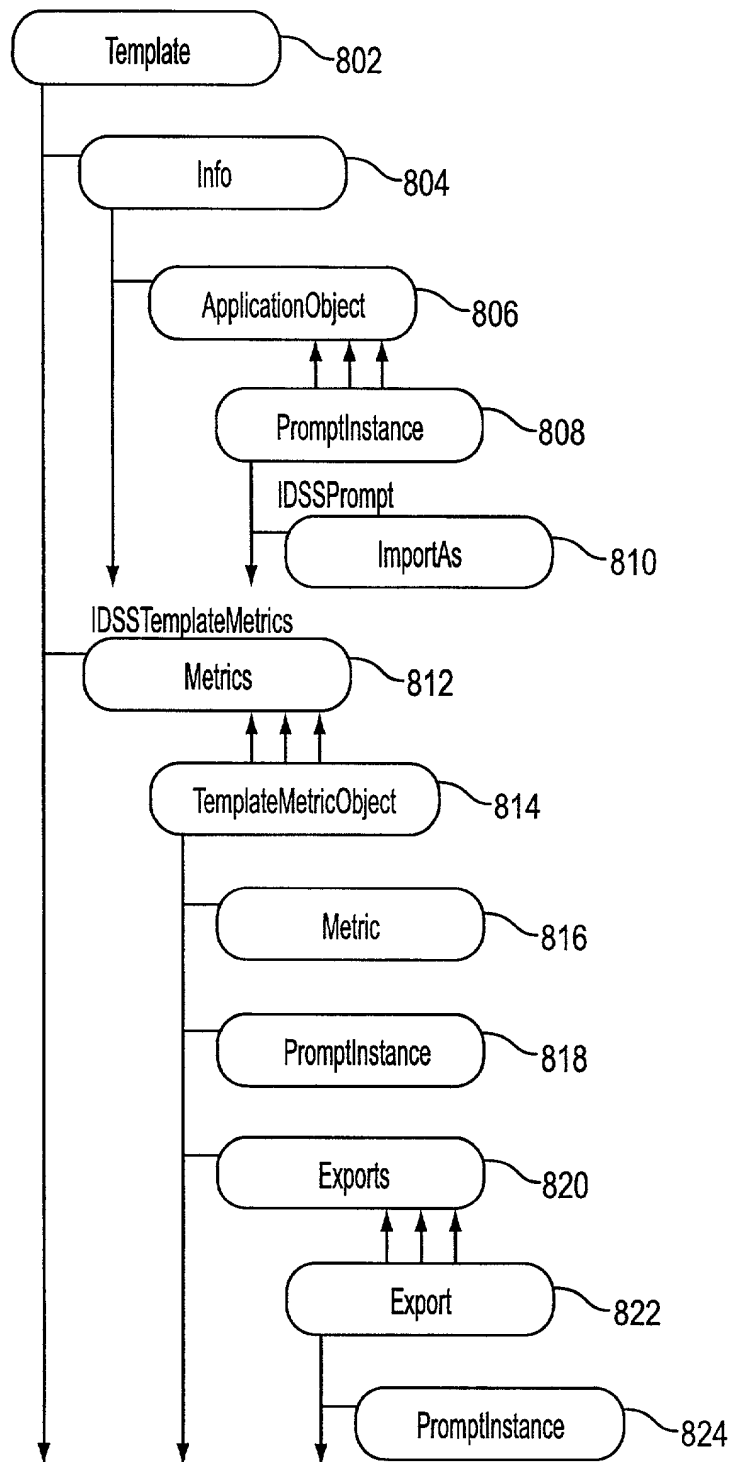 Template 802
Info 804
ApplicationObject 806
PromptInstance 808
IDSSPrompt
ImportAs 810
IDSSTemplateMetrics
Metrics 812
TemplateMetricObject 814
Metric 816
PromptInstance 818
Exports 820
Export 822
PromptInstance 824